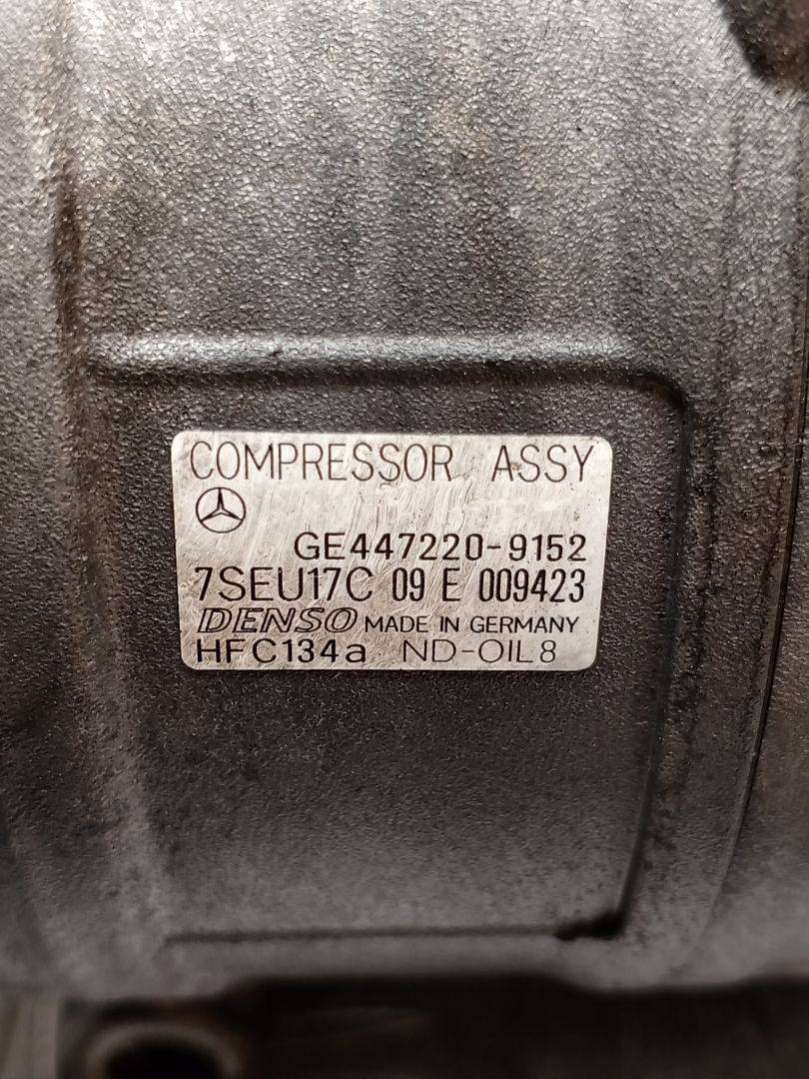 COMPRESSOR ASSY
GE447220-9152
7SEU17C 09 E 009423
DENSO MADE IN GERMANY
HFC134a ND-OIL8